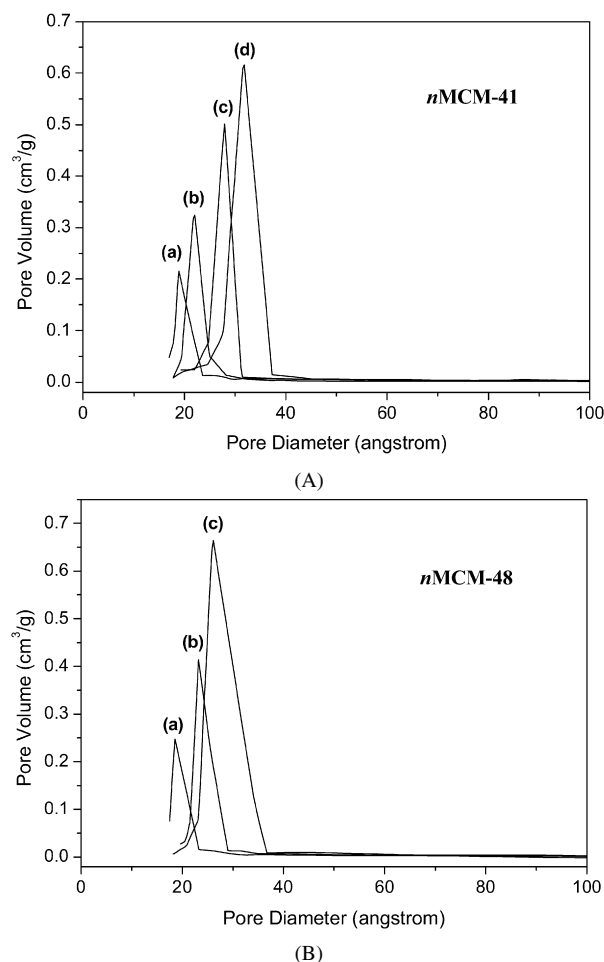 0.7
0.6
0.5
0.4
0.3
0.2
0.1
0.0
Pore Volume (cm³/g)
(a)
(b)
(c)
(d)
nMCM-41
0 20 40 60 80 100
Pore Diameter (angstrom)
(A)
0.7
0.6
0.5
0.4
0.3
0.2
0.1
0.0
Pore Volume (cm³/g)
(a)
(b)
(c)
nMCM-48
0 20 40 60 80 100
Pore Diameter (angstrom)
(B)